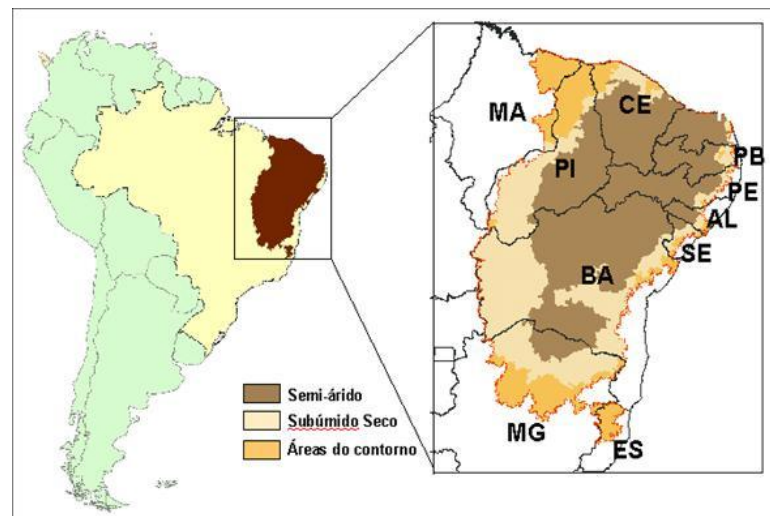 MA
CE
PI
PB
PE
AL
SE
BA
MG
ES
Semi-árido
Subúmido Seco
Áreas do contorno